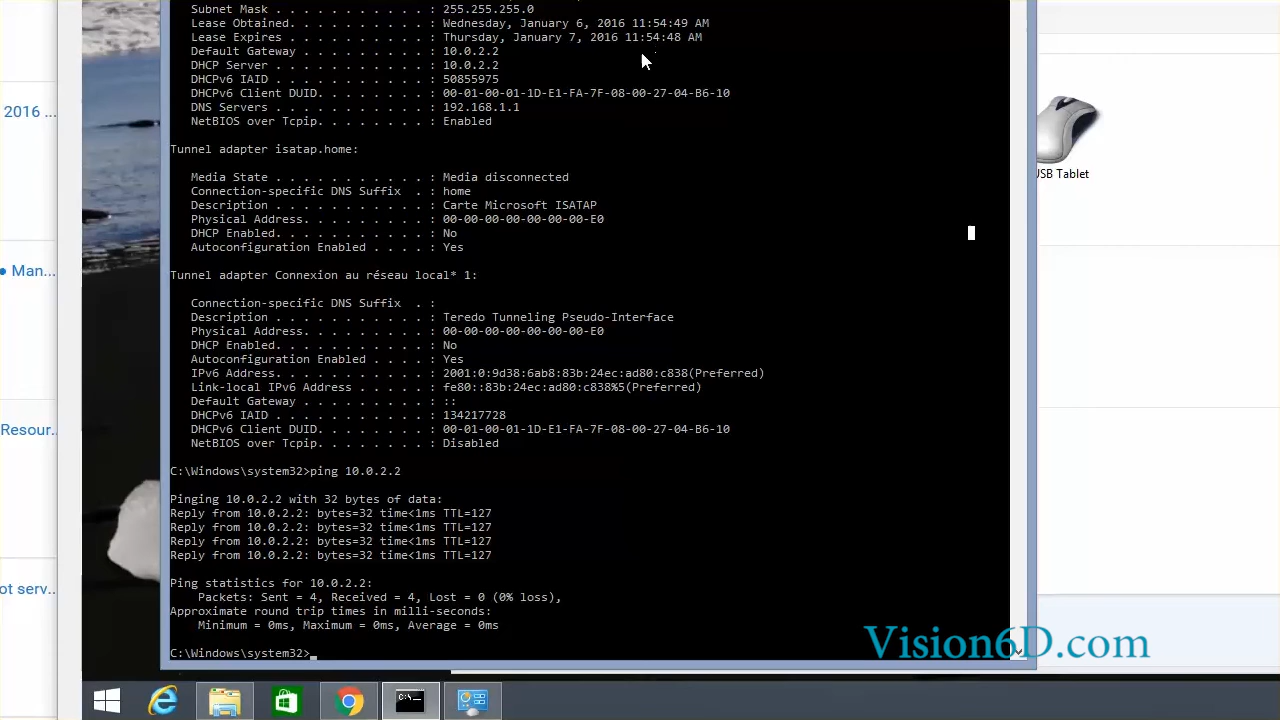 Subnet Mask . . . . . . . . . . . : 255.255.255.0
Lease Obtained. . . . . . . . . . : Wednesday, January 6, 2016 11:54:49 AM
Lease Expires . . . . . . . . . . : Thursday, January 7, 2016 11:54:48 AM
Default Gateway . . . . . . . . . : 10.0.2.2
DHCP Server . . . . . . . . . . . : 10.0.2.2
DHCPv6 IAID . . . . . . . . . . . : 50855975
DHCPv6 Client DUID. . . . . . . . : 00-01-00-01-1D-E1-FA-7F-08-00-27-04-B6-10
DNS Servers . . . . . . . . . . . : 192.168.1.1
NetBIOS over Tcpip. . . . . . . . : Enabled
Tunnel adapter isatap.home:
Media State . . . . . . . . . . . : Media disconnected
Connection-specific DNS Suffix . : home
Description . . . . . . . . . . . : Carte Microsoft ISATAP
Physical Address. . . . . . . . . : 00-00-00-00-00-00-00-E0
DHCP Enabled. . . . . . . . . . . : No
Autoconfiguration Enabled . . . . : Yes
Tunnel adapter Connexion au réseau local* 1:
Connection-specific DNS Suffix . :
Description . . . . . . . . . . . : Teredo Tunneling Pseudo-Interface
Physical Address. . . . . . . . . : 00-00-00-00-00-00-00-E0
DHCP Enabled. . . . . . . . . . . : No
Autoconfiguration Enabled . . . . : Yes
IPv6 Address. . . . . . . . . . . : 2001:0:9d38:6ab8:83b:24ec:ad80:c838(Preferred)
Link-local IPv6 Address . . . . . : fe80::83b:24ec:ad80:c838%5(Preferred)
Default Gateway . . . . . . . . . : ::
DHCPv6 IAID . . . . . . . . . . . : 134217728
DHCPv6 Client DUID. . . . . . . . : 00-01-00-01-1D-E1-FA-7F-08-00-27-04-B6-10
NetBIOS over Tcpip. . . . . . . . : Disabled
C:\Windows\system32>ping 10.0.2.2
Pinging 10.0.2.2 with 32 bytes of data:
Reply from 10.0.2.2: bytes=32 time<1ms TTL=127
Reply from 10.0.2.2: bytes=32 time<1ms TTL=127
Reply from 10.0.2.2: bytes=32 time<1ms TTL=127
Reply from 10.0.2.2: bytes=32 time<1ms TTL=127
Ping statistics for 10.0.2.2:
Packets: Sent = 4, Received = 4, Lost = 0 (0% loss),
Approximate round trip times in milli-seconds:
Minimum = 0ms, Maximum = 0ms, Average = 0ms
C:\Windows\system32>_
2016 ...
• Man...
Resour...
ot serv...
USB Tablet
Vision6D.com
C:\_